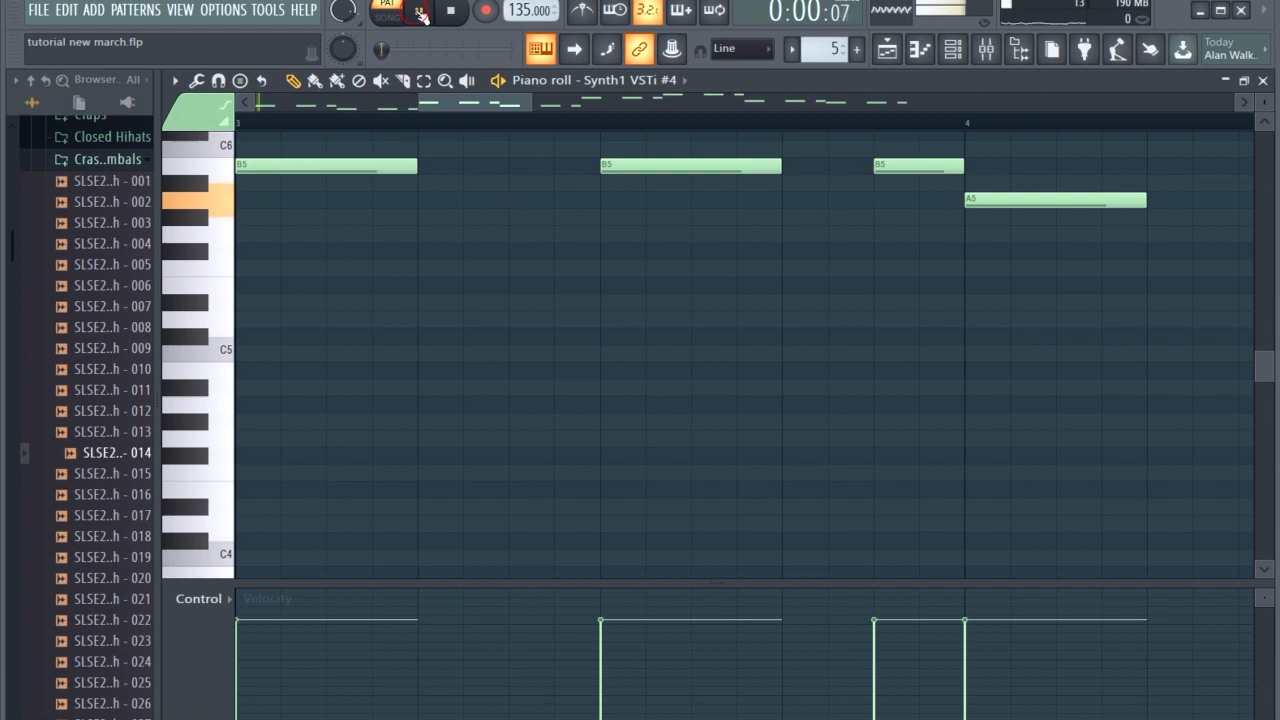 FILE EDIT ADD PATTERNS VIEW OPTIONS TOOLS HELP
PAT
SONG
135.000
3.2.
0:00:07
13
190 MB
0
tutorial new march.flp
Line
5
Today
Alan Walk..
Browser.. All
Piano roll - Synth1 VSTi #4
3
4
Claps
Closed Hihats
Cras..mbals
SLSE2..h - 001
SLSE2..h - 002
SLSE2..h - 003
SLSE2..h - 004
SLSE2..h - 005
SLSE2..h - 006
SLSE2..h - 007
SLSE2..h - 008
SLSE2..h - 009
SLSE2..h - 010
SLSE2..h - 011
SLSE2..h - 012
SLSE2..h - 013
SLSE2..- 014
SLSE2..h - 015
SLSE2..h - 016
SLSE2..h - 017
SLSE2..h - 018
SLSE2..h - 019
SLSE2..h - 020
SLSE2..h - 021
SLSE2..h - 022
SLSE2..h - 023
SLSE2..h - 024
SLSE2..h - 025
SLSE2..h - 026
C6
B5
B5
B5
A5
C5
C4
Control
Velocity